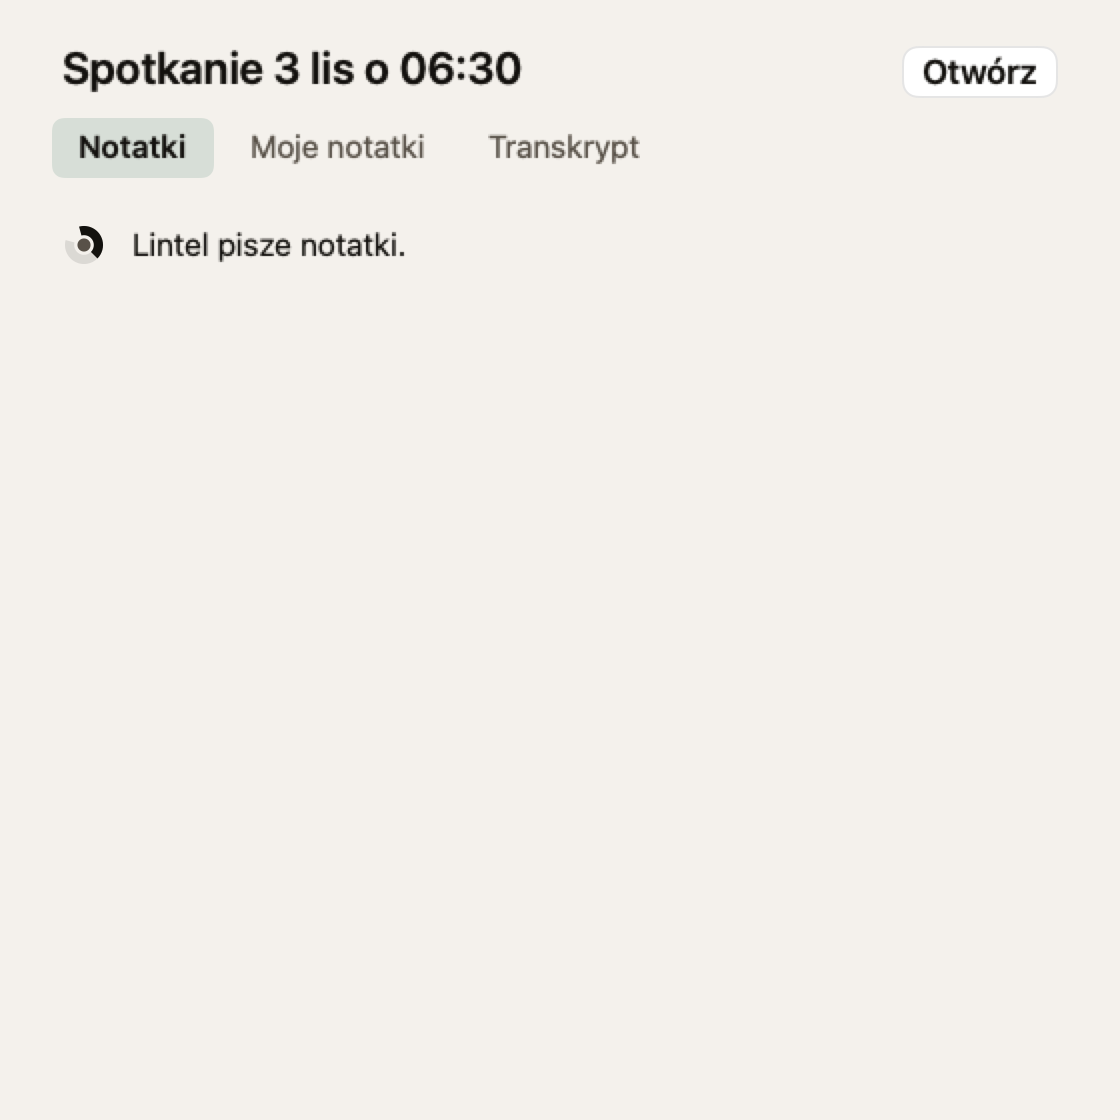 Spotkanie 3 lis o 06:30
Otwórz
Notatki
Moje notatki
Transkrypt
Lintel pisze notatki.